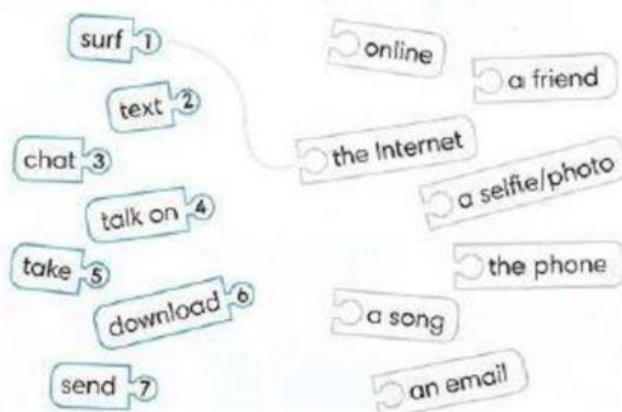 surf 1
online
a friend
text 2
the Internet
chat 3
a selfie/photo
talk on 4
the phone
take 5
download 6
a song
send 7
an email